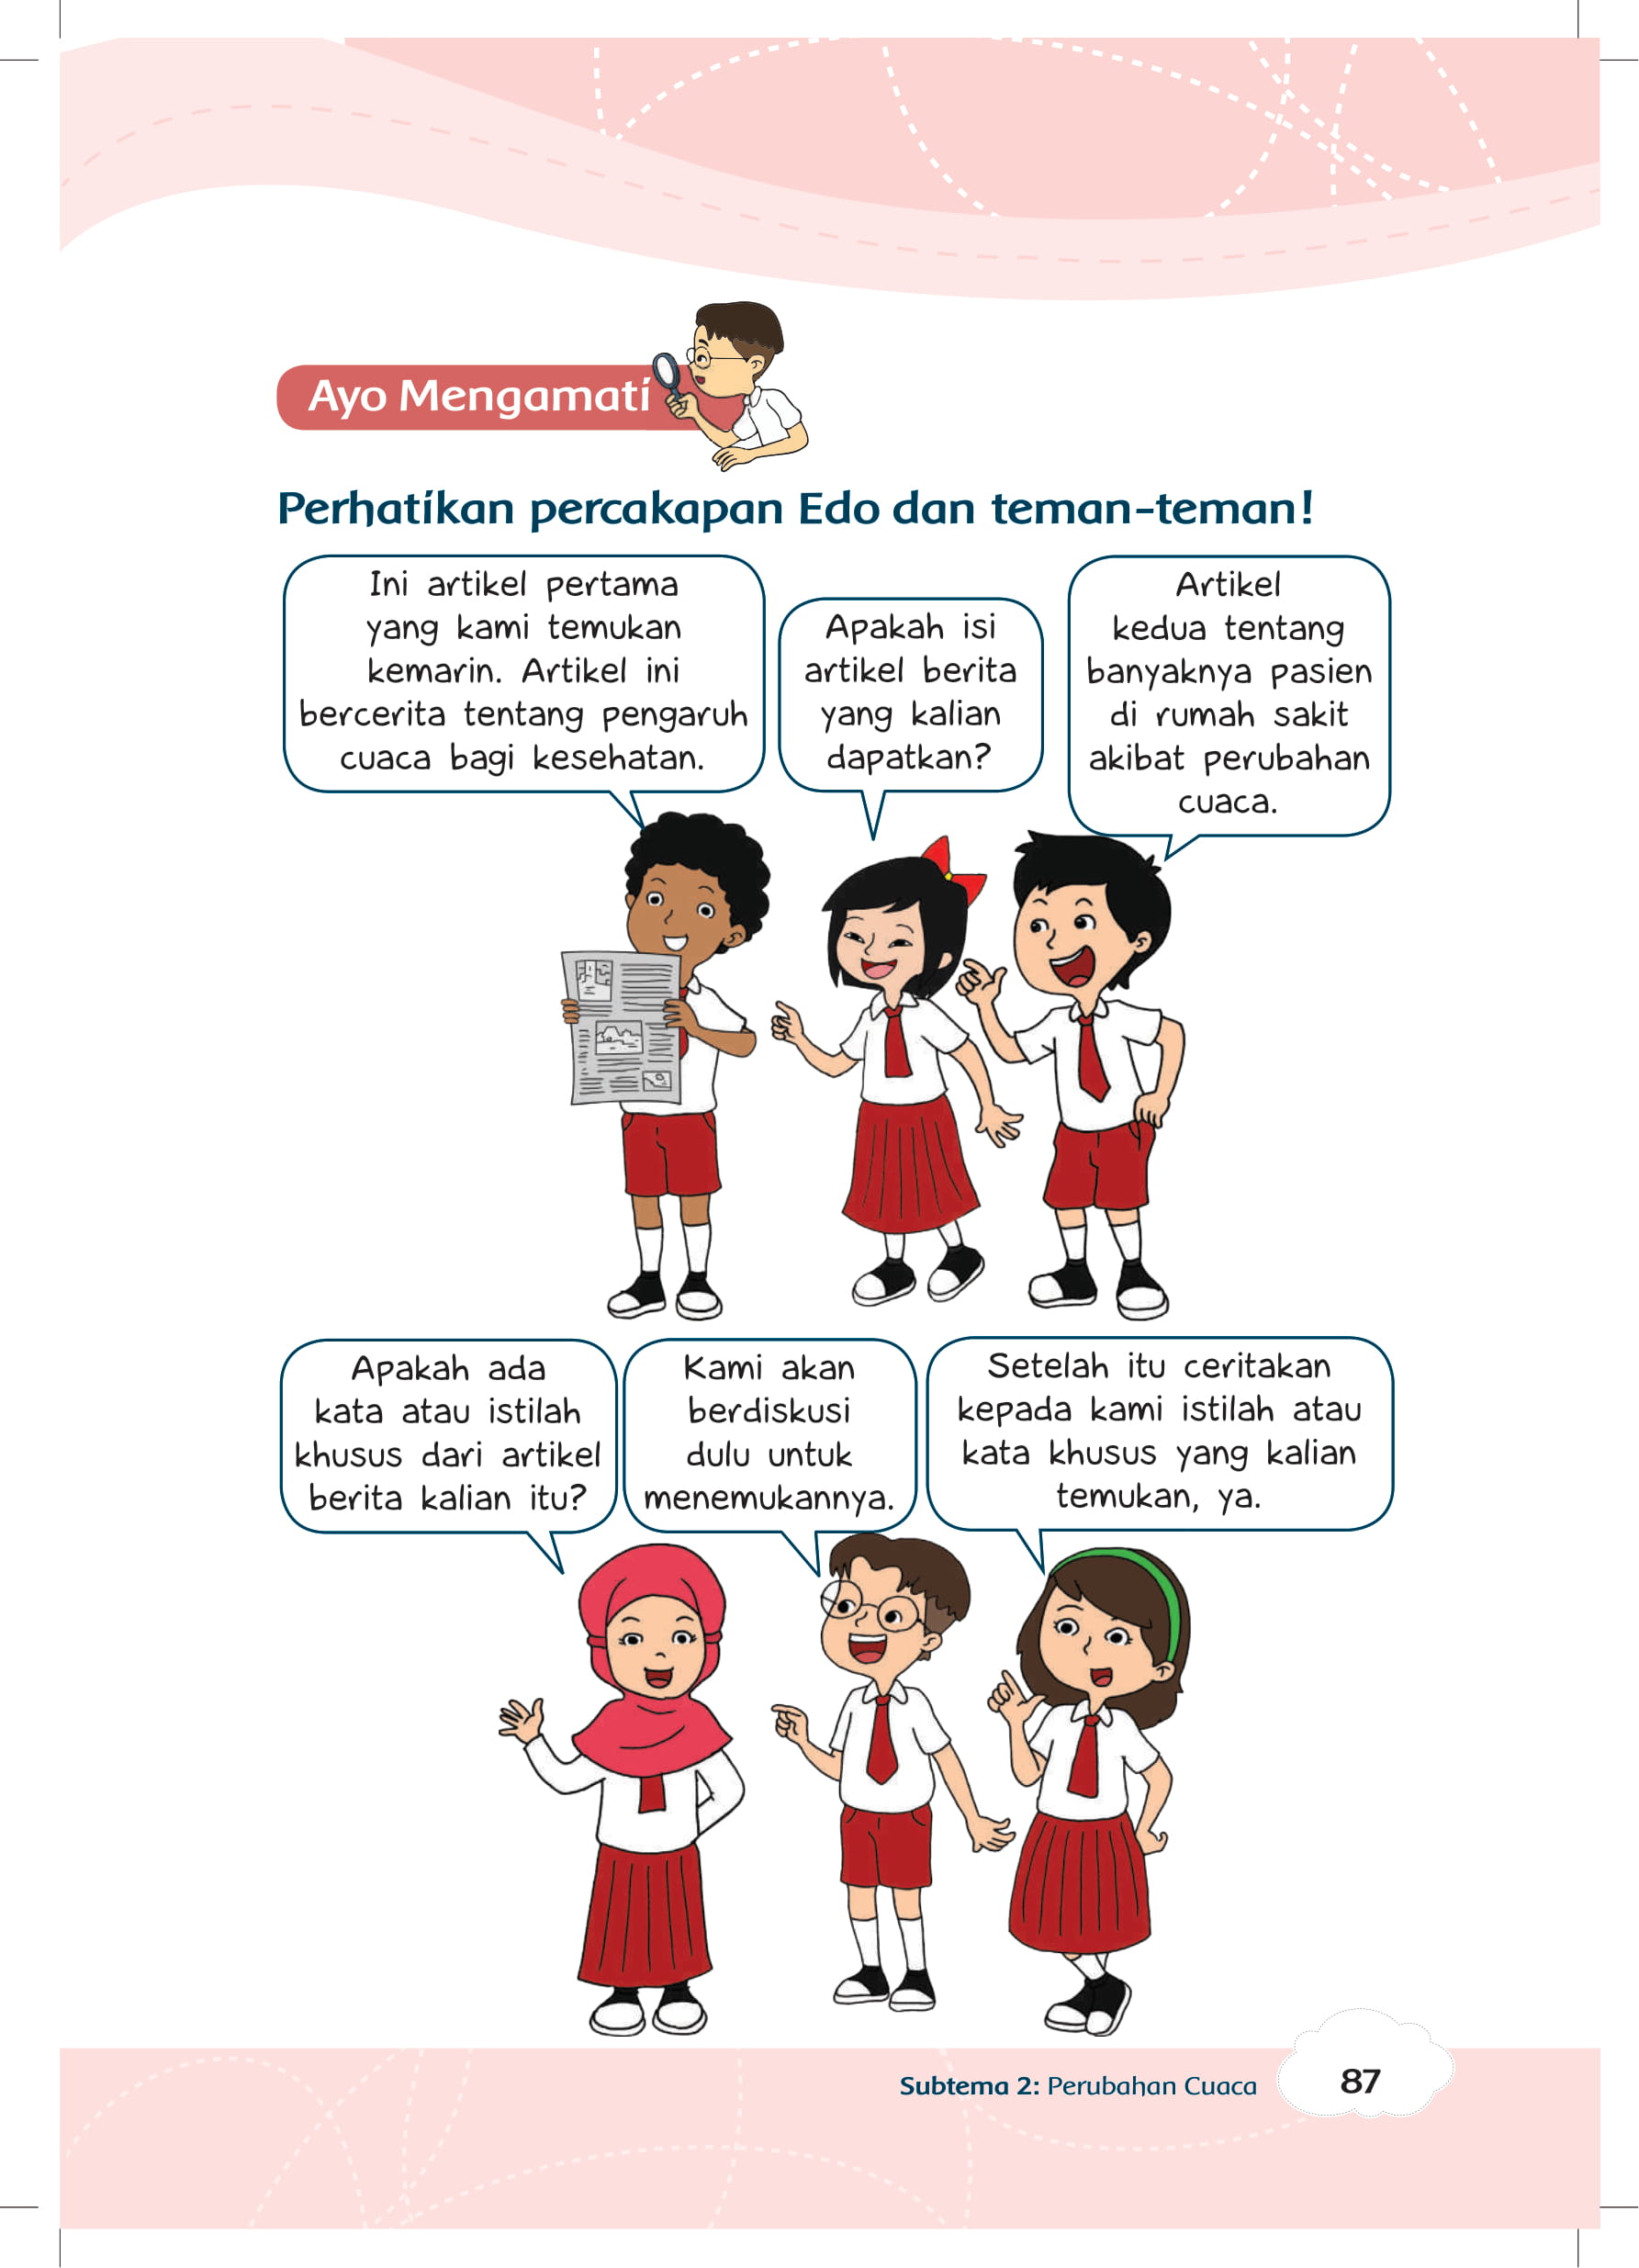 Ayo Mengamati
Perhatikan percakapan Edo dan teman-teman!
Ini artikel pertama
yang kami temukan
kemarin. Artikel ini
bercerita tentang pengaruh
cuaca bagi kesehatan.
Apakah isi
artikel berita
yang kalian
dapatkan?
Artikel
kedua tentang
banyaknya pasien
di rumah sakit
akibat perubahan
cuaca.
Apakah ada
kata atau istilah
khusus dari artikel
berita kalian itu?
Kami akan
berdiskusi
dulu untuk
menemukannya.
Setelah itu ceritakan
kepada kami istilah atau
kata khusus yang kalian
temukan, ya.
Subtema 2: Perubahan Cuaca
87